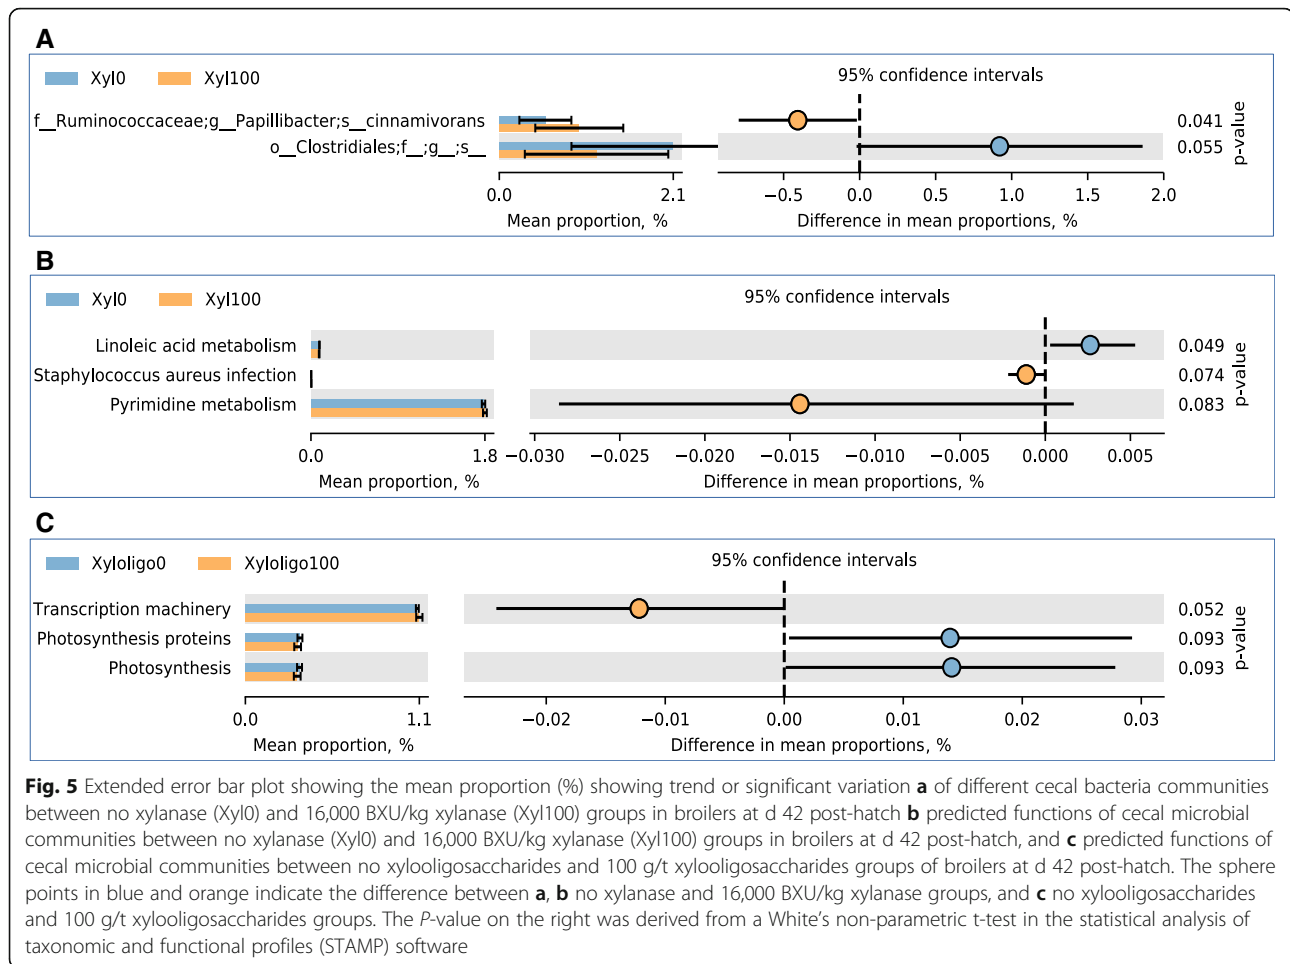 A
Xyl0 Xyl100
95% confidence intervals
f__Ruminococcaceae;g__Papillibacter;s__cinnamivorans
0.041
o__Clostridiales;f__;g__;s__
0.055
p-value
0.0 2.1 −0.5 0.0 0.5 1.0 1.5 2.0
Mean proportion, % Difference in mean proportions, %
B
Xyl0 Xyl100
95% confidence intervals
Linoleic acid metabolism 0.049
Staphylococcus aureus infection 0.074
Pyrimidine metabolism 0.083
p-value
0.0 1.8 −0.030 −0.025 −0.020 −0.015 −0.010 −0.005 0.000 0.005
Mean proportion, % Difference in mean proportions, %
C
Xyloligo0 Xyloligo100
95% confidence intervals
Transcription machinery 0.052
Photosynthesis proteins 0.093
Photosynthesis 0.093
p-value
0.0 1.1 −0.02 −0.01 0.00 0.01 0.02 0.03
Mean proportion, % Difference in mean proportions, %
Fig. 5 Extended error bar plot showing the mean proportion (%) showing trend or significant variation a of different cecal bacteria communities
between no xylanase (Xyl0) and 16,000 BXU/kg xylanase (Xyl100) groups in broilers at d 42 post-hatch b predicted functions of cecal microbial
communities between no xylanase (Xyl0) and 16,000 BXU/kg xylanase (Xyl100) groups in broilers at d 42 post-hatch, and c predicted functions of
cecal microbial communities between no xylooligosaccharides and 100 g/t xylooligosaccharides groups of broilers at d 42 post-hatch. The sphere
points in blue and orange indicate the difference between a, b no xylanase and 16,000 BXU/kg xylanase groups, and c no xylooligosaccharides
and 100 g/t xylooligosaccharides groups. The P-value on the right was derived from a White's non-parametric t-test in the statistical analysis of
taxonomic and functional profiles (STAMP) software